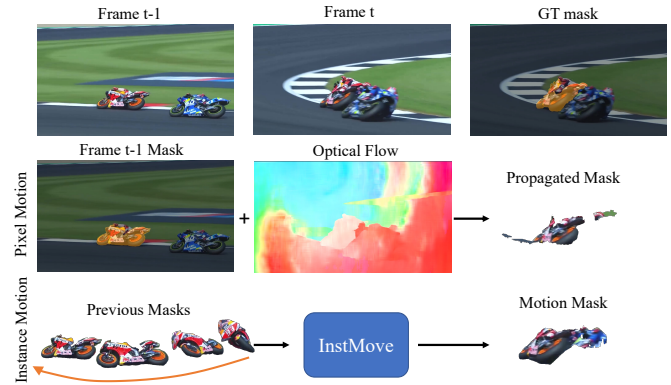 Frame t-1
Frame t
GT mask
Frame t-1 Mask
Optical Flow
Propagated Mask
Pixel Motion
+
Previous Masks
InstMove
Motion Mask
Instance Motion